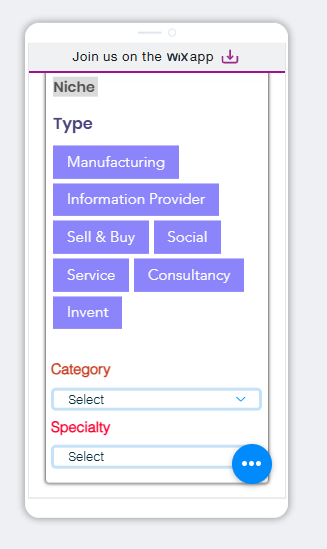 Join us on the WiX app
Niche
Type
Manufacturing
Information Provider
Sell & Buy Social
Service Consultancy
Invent
Category
Select
Specialty
Select